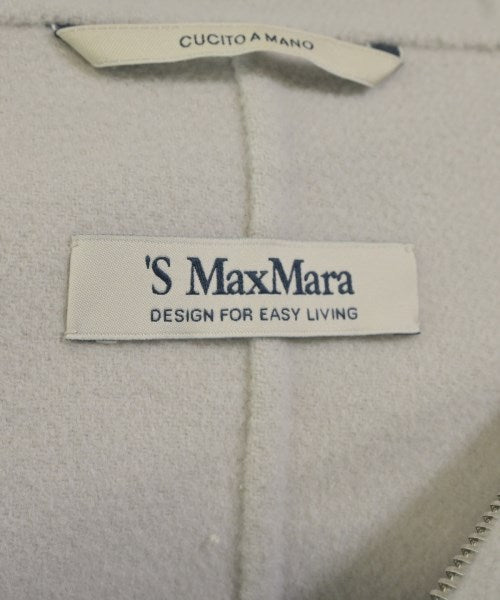 CUCITO A MANO
'S MaxMara
DESIGN FOR EASY LIVING